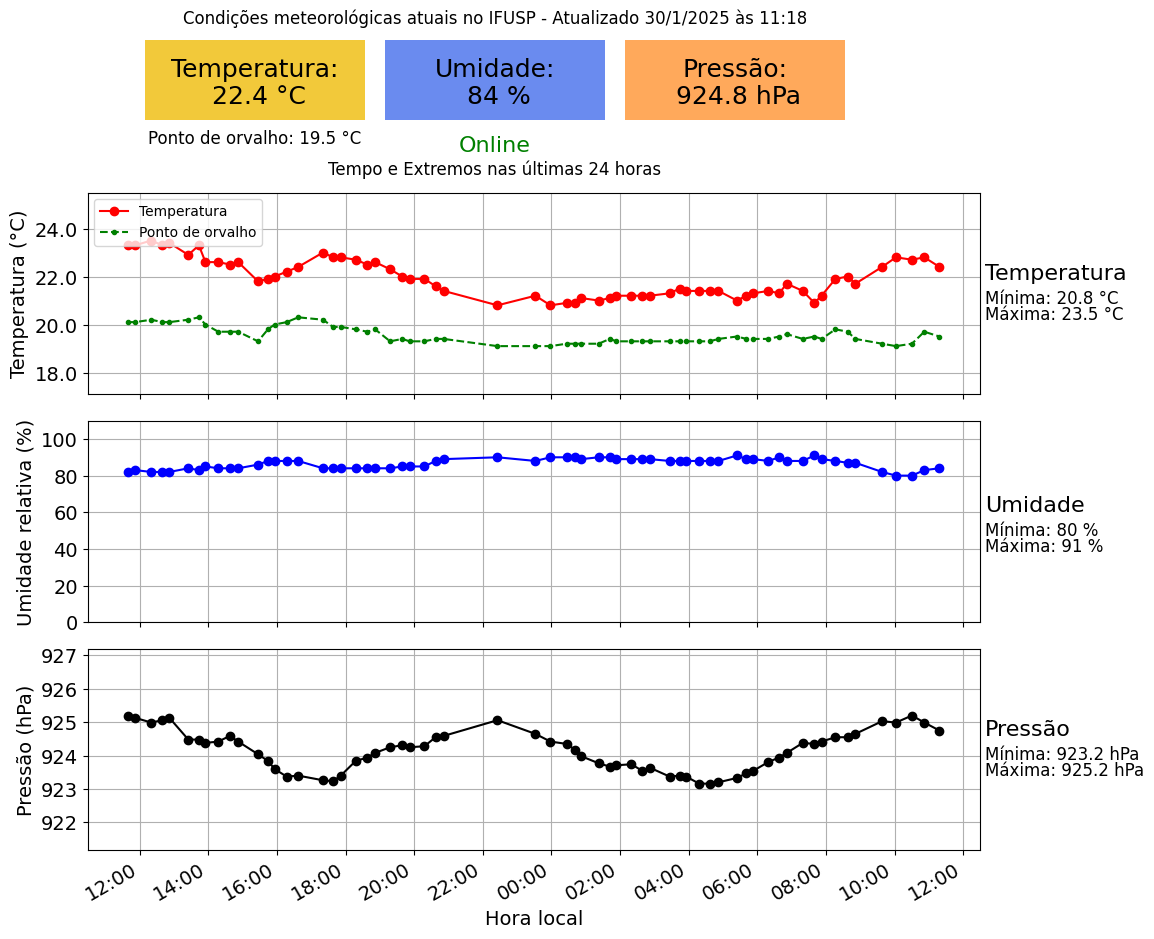 Condições meteorológicas atuais no IFUSP - Atualizado 30/1/2025 às 11:18
Temperatura:
22.4 °C
Umidade:
84 %
Pressão:
924.8 hPa
Ponto de orvalho: 19.5 °C
Online
Tempo e Extremos nas últimas 24 horas
Temperatura (°C)
24.0
22.0
20.0
18.0
Temperatura
Ponto de orvalho
Temperatura
Mínima: 20.8 °C
Máxima: 23.5 °C
Umidade relativa (%)
100
80
60
40
20
0
Umidade
Mínima: 80 %
Máxima: 91 %
Pressão (hPa)
927
926
925
924
923
922
Pressão
Mínima: 923.2 hPa
Máxima: 925.2 hPa
12:00 14:00 16:00 18:00 20:00 22:00 00:00 02:00 04:00 06:00 08:00 10:00 12:00
Hora local